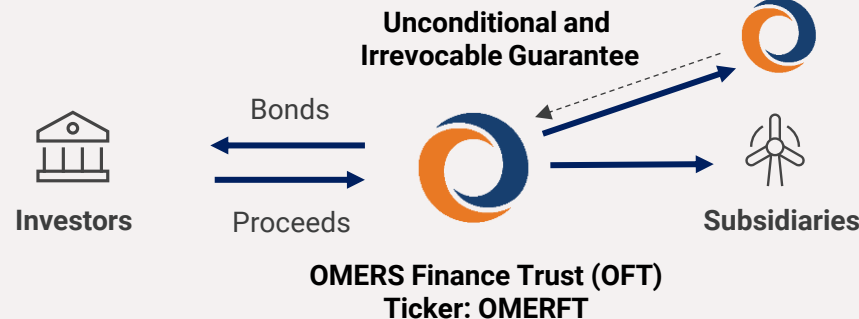 Unconditional and
Irrevocable Guarantee
Bonds
Investors
Proceeds
Subsidiaries
OMERS Finance Trust (OFT)
Ticker: OMERFT